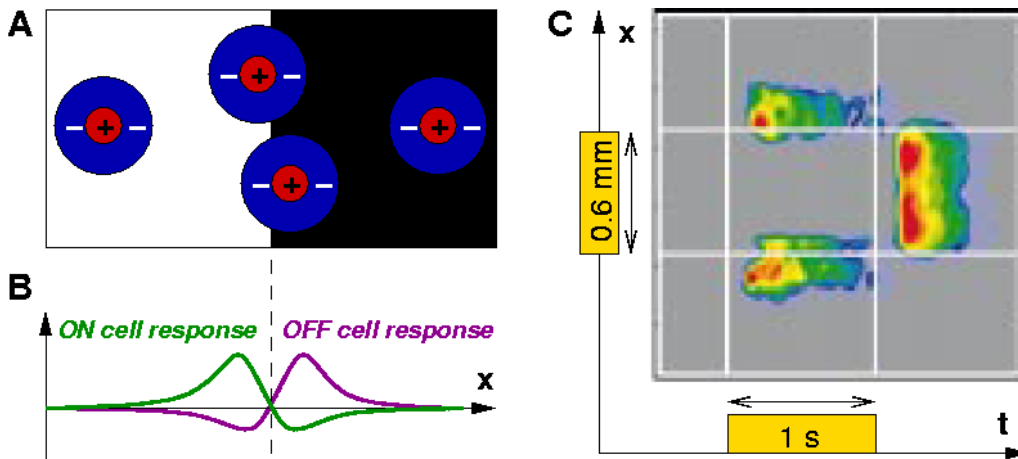 A
− + −
− + −
− + −
− + −
B
ON cell response
OFF cell response
x
C
x
0.6 mm
1 s
t